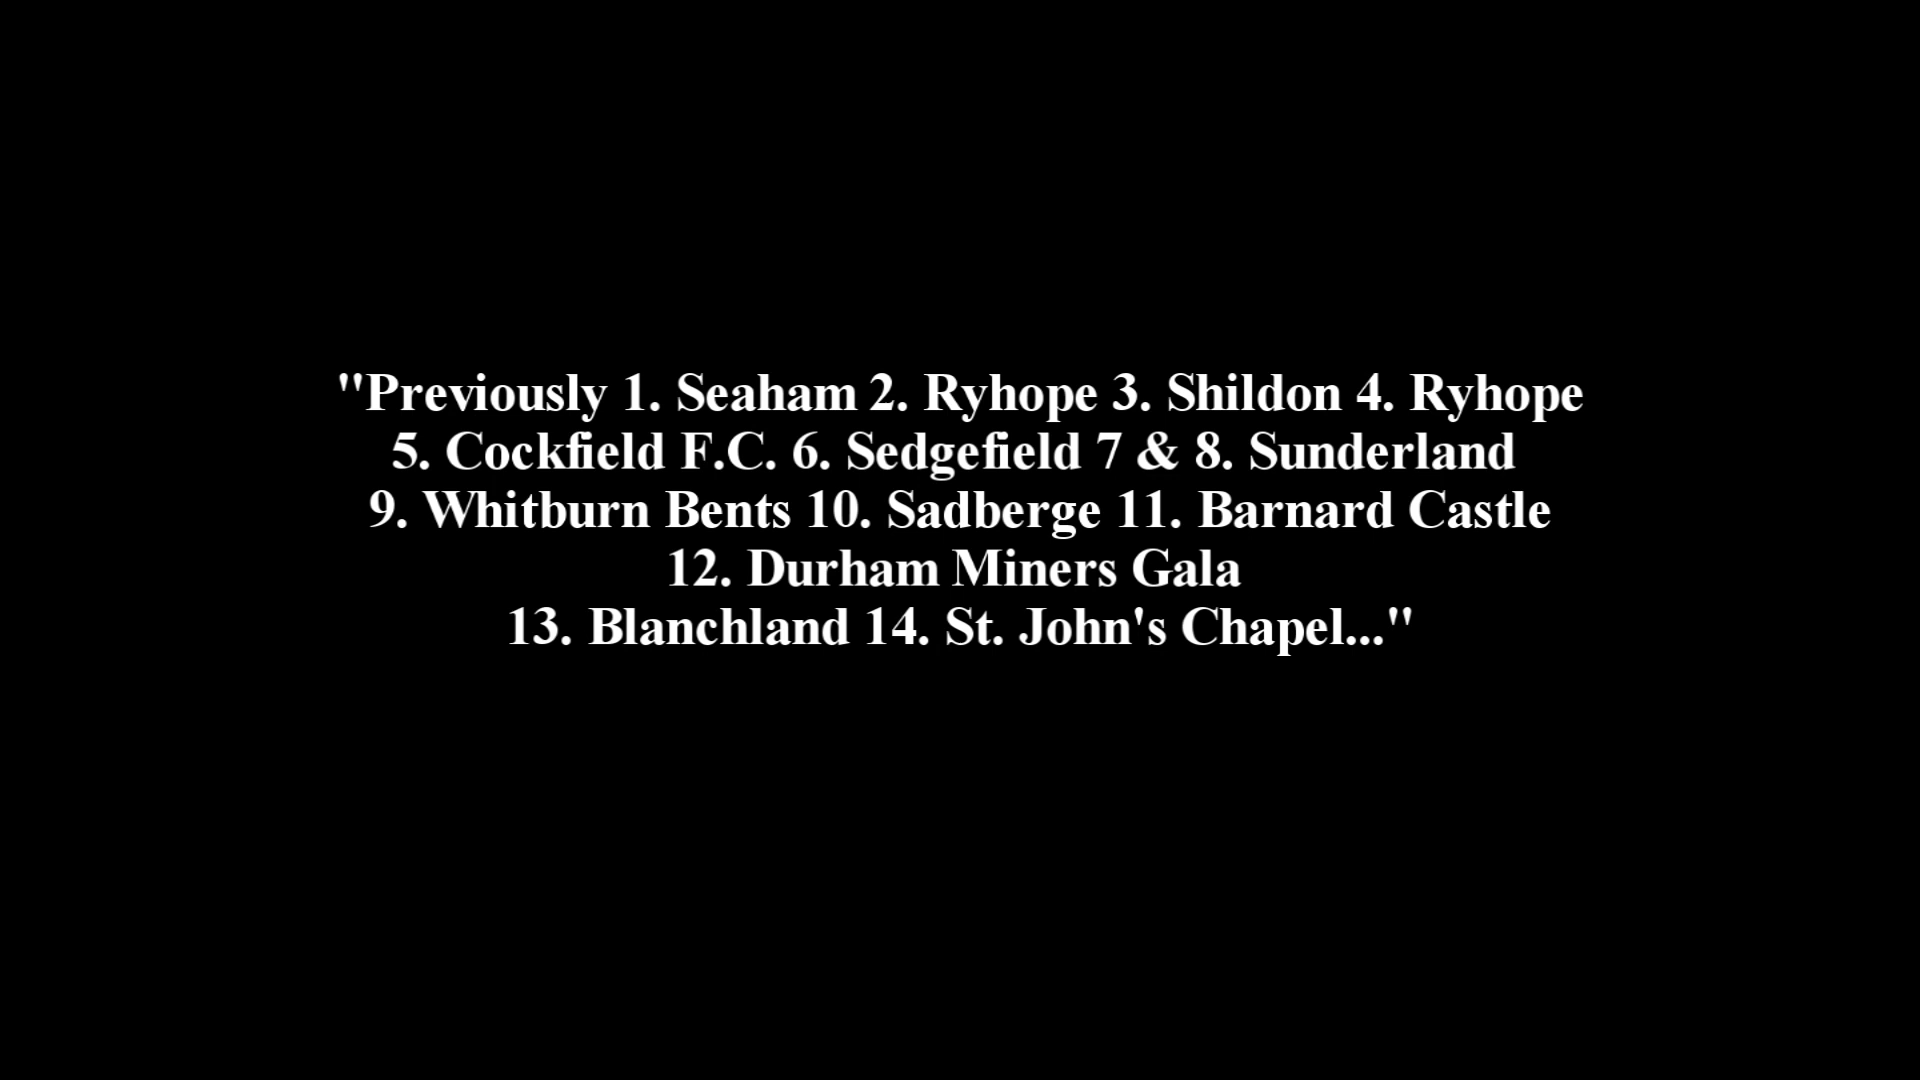 "Previously 1. Seaham 2. Ryhope 3. Shildon 4. Ryhope
5. Cockfield F.C. 6. Sedgefield 7 & 8. Sunderland
9. Whitburn Bents 10. Sadberge 11. Barnard Castle
12. Durham Miners Gala
13. Blanchland 14. St. John's Chapel..."